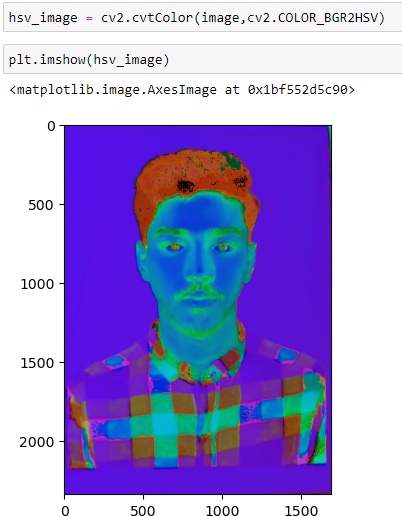 hsv_image = cv2.cvtColor(image,cv2.COLOR_BGR2HSV)
plt.imshow(hsv_image)
<matplotlib.image.AxesImage at 0x1bf552d5c90>
0
500
1000
1500
2000
0 500 1000 1500